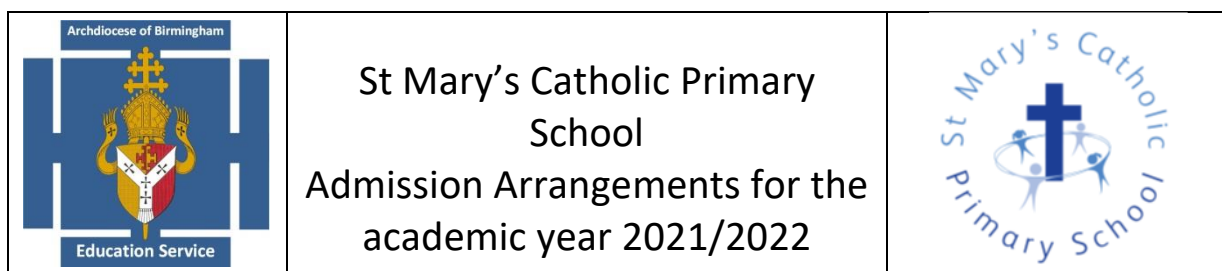 Archdiocese of Birmingham
Education Service
St Mary’s Catholic Primary
School
Admission Arrangements for the
academic year 2021/2022
St Mary's Catholic
Primary School